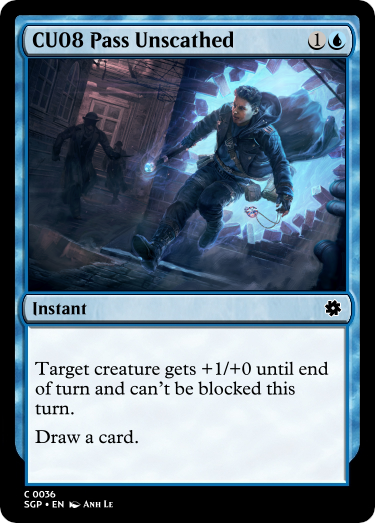 CU08 Pass Unscathed 1
Instant
Target creature gets +1/+0 until end
of turn and can't be blocked this
turn.
Draw a card.
C 0036
SGP • EN Anh Le